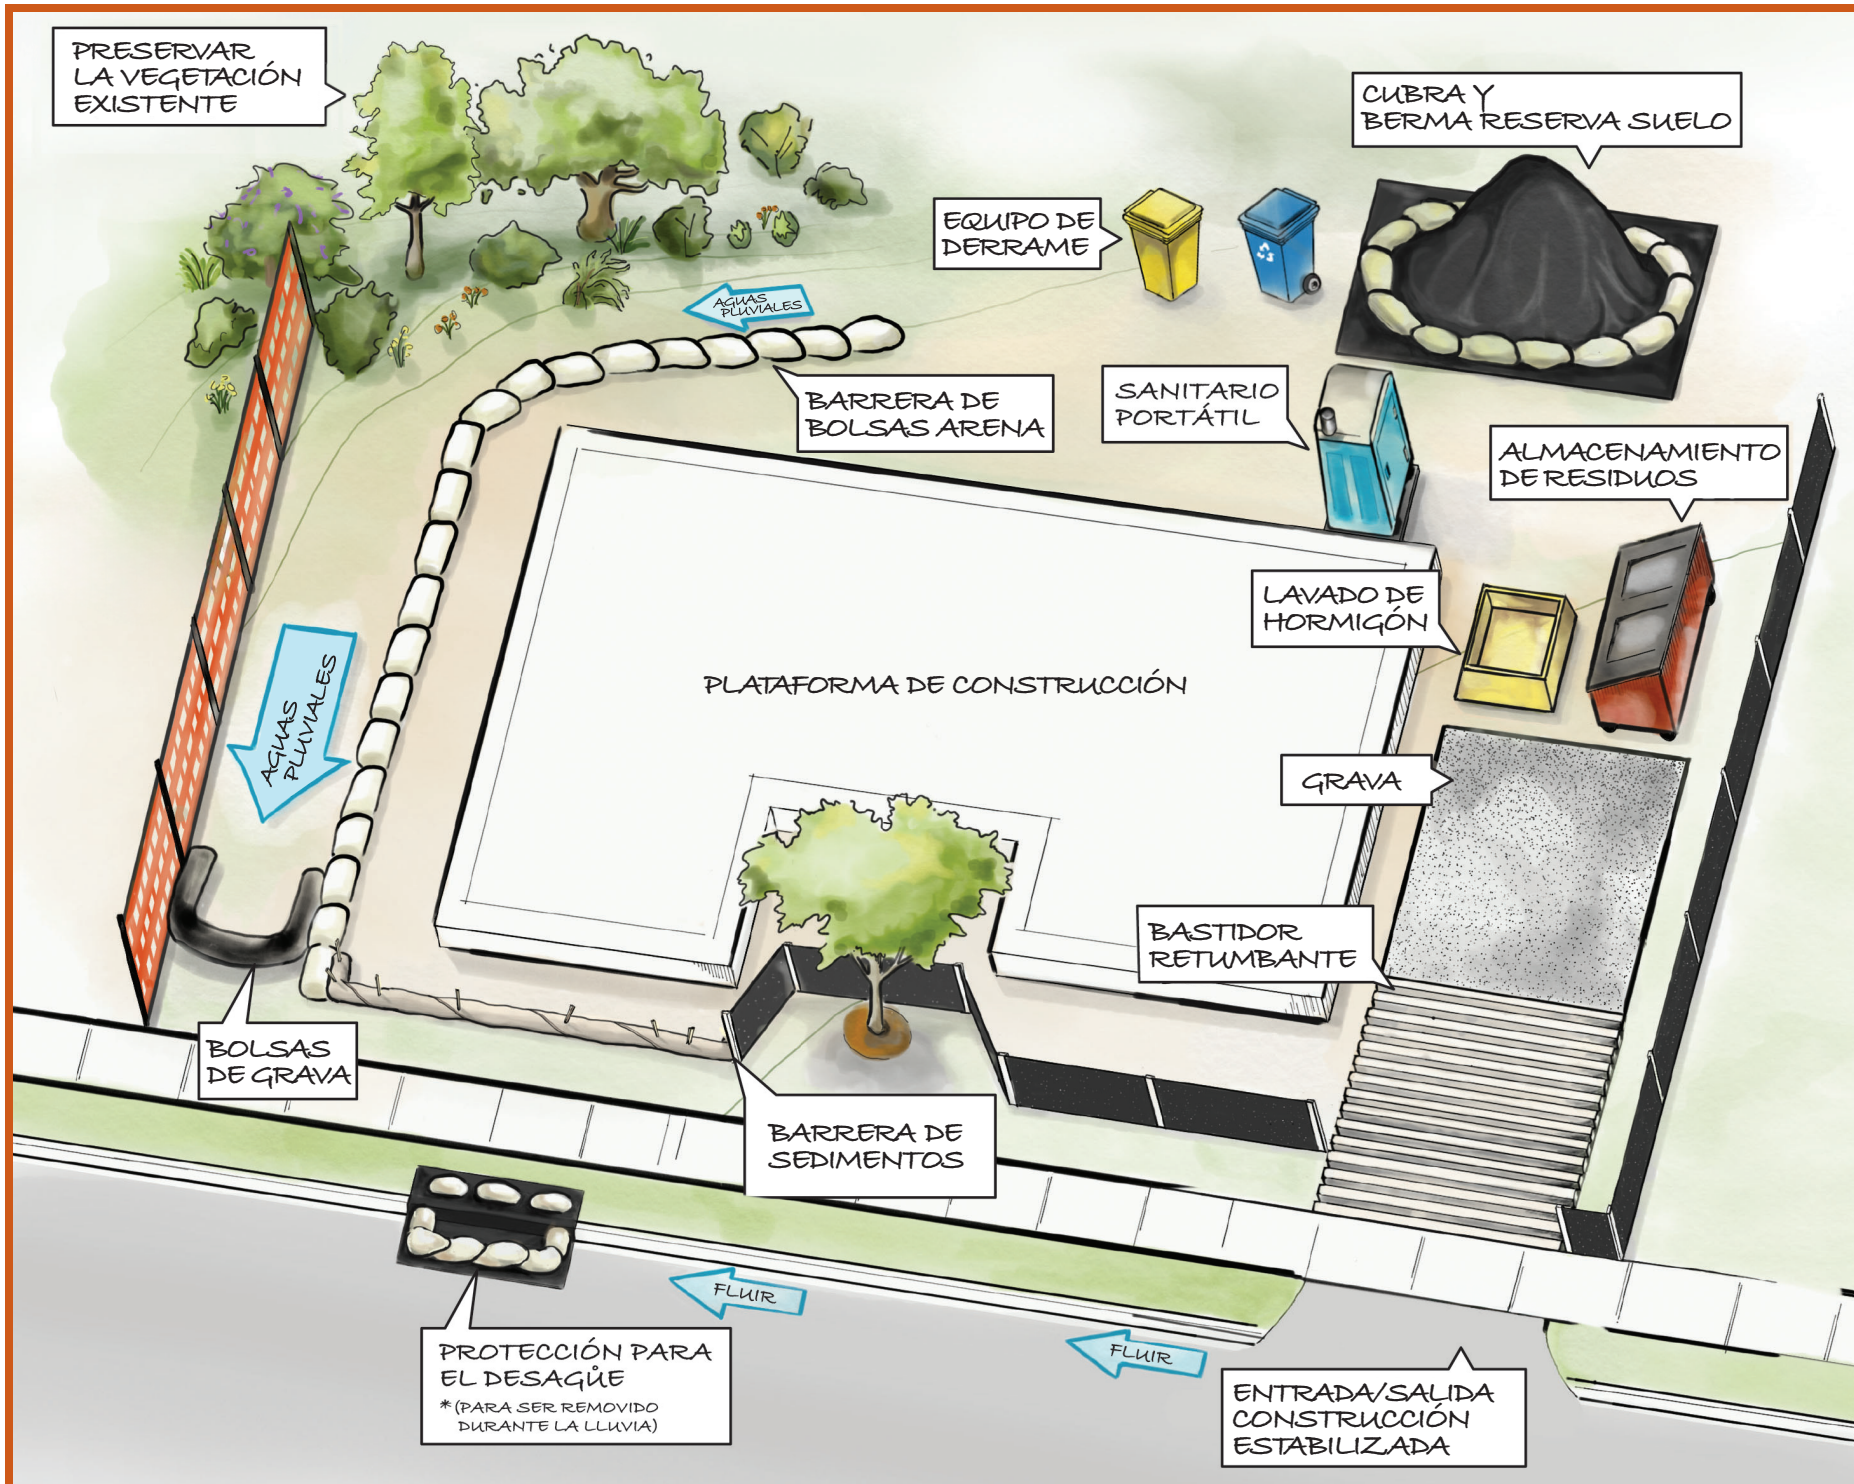 PRESERVAR
LA VEGETACIÓN
EXISTENTE
CUBRA Y
BERMA RESERVA SUELO
EQUIPO DE
DERRAME
AGUAS
PLUVIALES
BARRERA DE
BOLSAS ARENA
SANITARIO
PORTÁTIL
ALMACENAMIENTO
DE RESIDUOS
LAVADO DE
HORMIGÓN
PLATAFORMA DE CONSTRUCCIÓN
AGUAS
PLUVIALES
GRAVA
BASTIDOR
RETUMBANTE
BOLSAS
DE GRAVA
BARRERA DE
SEDIMENTOS
FLUIR
FLUIR
PROTECCIÓN PARA
EL DESAGÜE
*(PARA SER REMOVIDO
DURANTE LA LLUVIA)
ENTRADA/SALIDA
CONSTRUCCIÓN
ESTABILIZADA